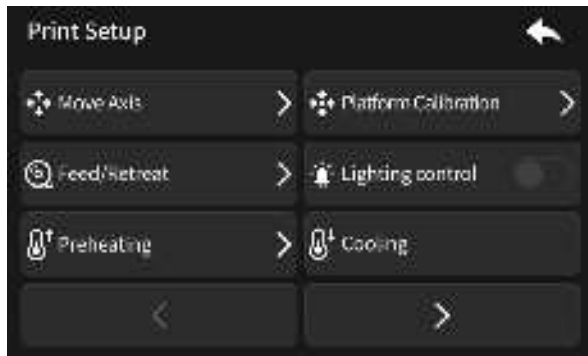 Print Setup
Move Axis
Platform Calibration
Feed/Retreat
Lighting control
Preheating
Cooling